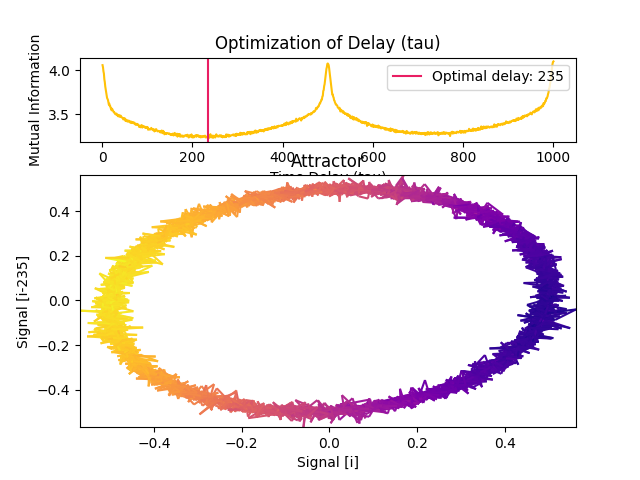 Optimization of Delay (tau)
Mutual Information
4.0
3.5
Optimal delay: 235
0 200 400 600 800 1000
Time Delay (tau)
Attractor
Signal [i-235]
0.4
0.2
0.0
−0.2
−0.4
−0.4 −0.2 0.0 0.2 0.4
Signal [i]